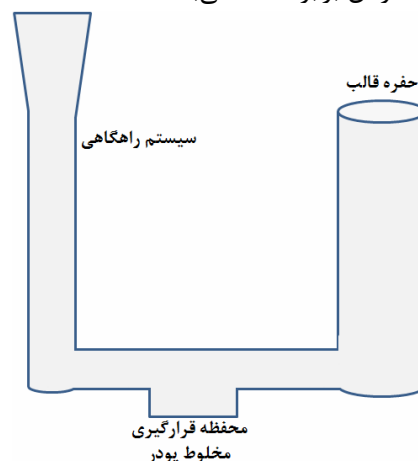 حفره قالب
سیستم راهگاهی
محفظه قرارگیری
مخلوط پودر